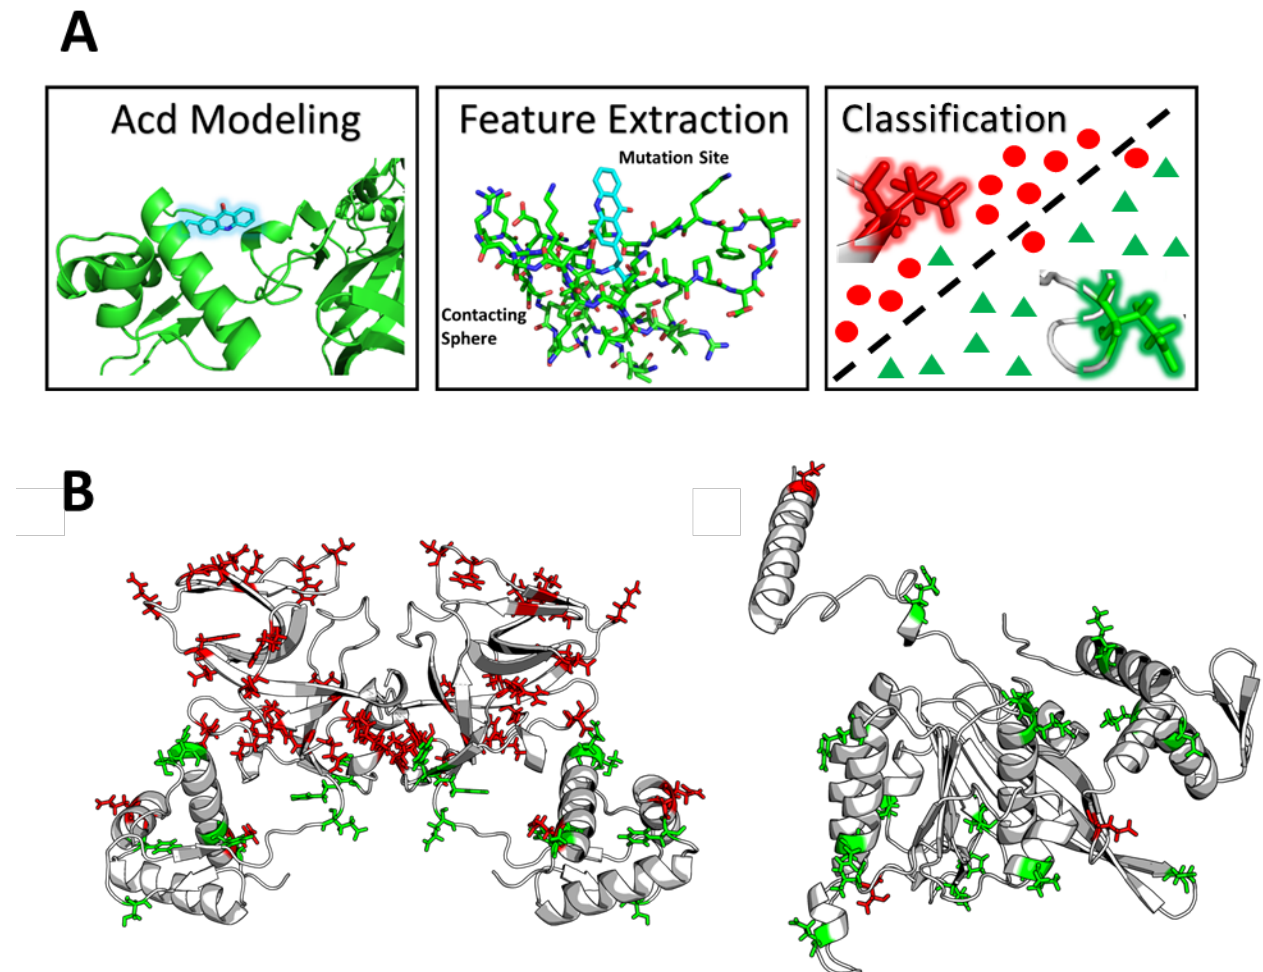 A
Acd Modeling
Feature Extraction
Mutation Site
Contacting
Sphere
Classification
B